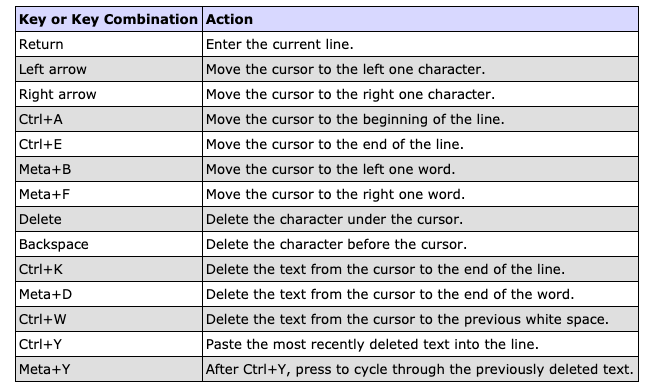 Key or Key Combination Action
Return Enter the current line.
Left arrow Move the cursor to the left one character.
Right arrow Move the cursor to the right one character.
Ctrl+A Move the cursor to the beginning of the line.
Ctrl+E Move the cursor to the end of the line.
Meta+B Move the cursor to the left one word.
Meta+F Move the cursor to the right one word.
Delete Delete the character under the cursor.
Backspace Delete the character before the cursor.
Ctrl+K Delete the text from the cursor to the end of the line.
Meta+D Delete the text from the cursor to the end of the word.
Ctrl+W Delete the text from the cursor to the previous white space.
Ctrl+Y Paste the most recently deleted text into the line.
Meta+Y After Ctrl+Y, press to cycle through the previously deleted text.